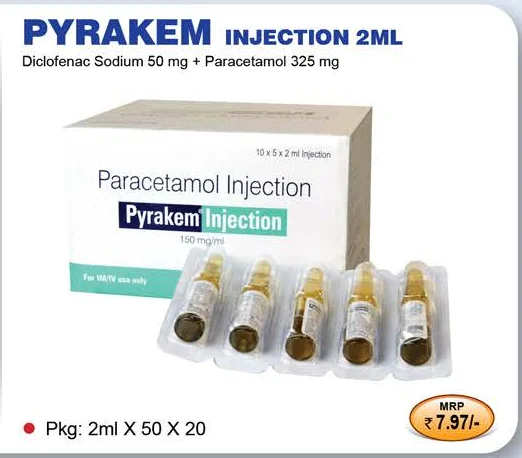 PYRAKEM INJECTION 2ML
Diclofenac Sodium 50 mg + Paracetamol 325 mg
10 x 5 x 2 ml Injection
Paracetamol Injection
Pyrakem Injection
150 mg/ml
For IM/IV use only
Pkg: 2ml X 50 X 20
MRP
₹ 7.97/-